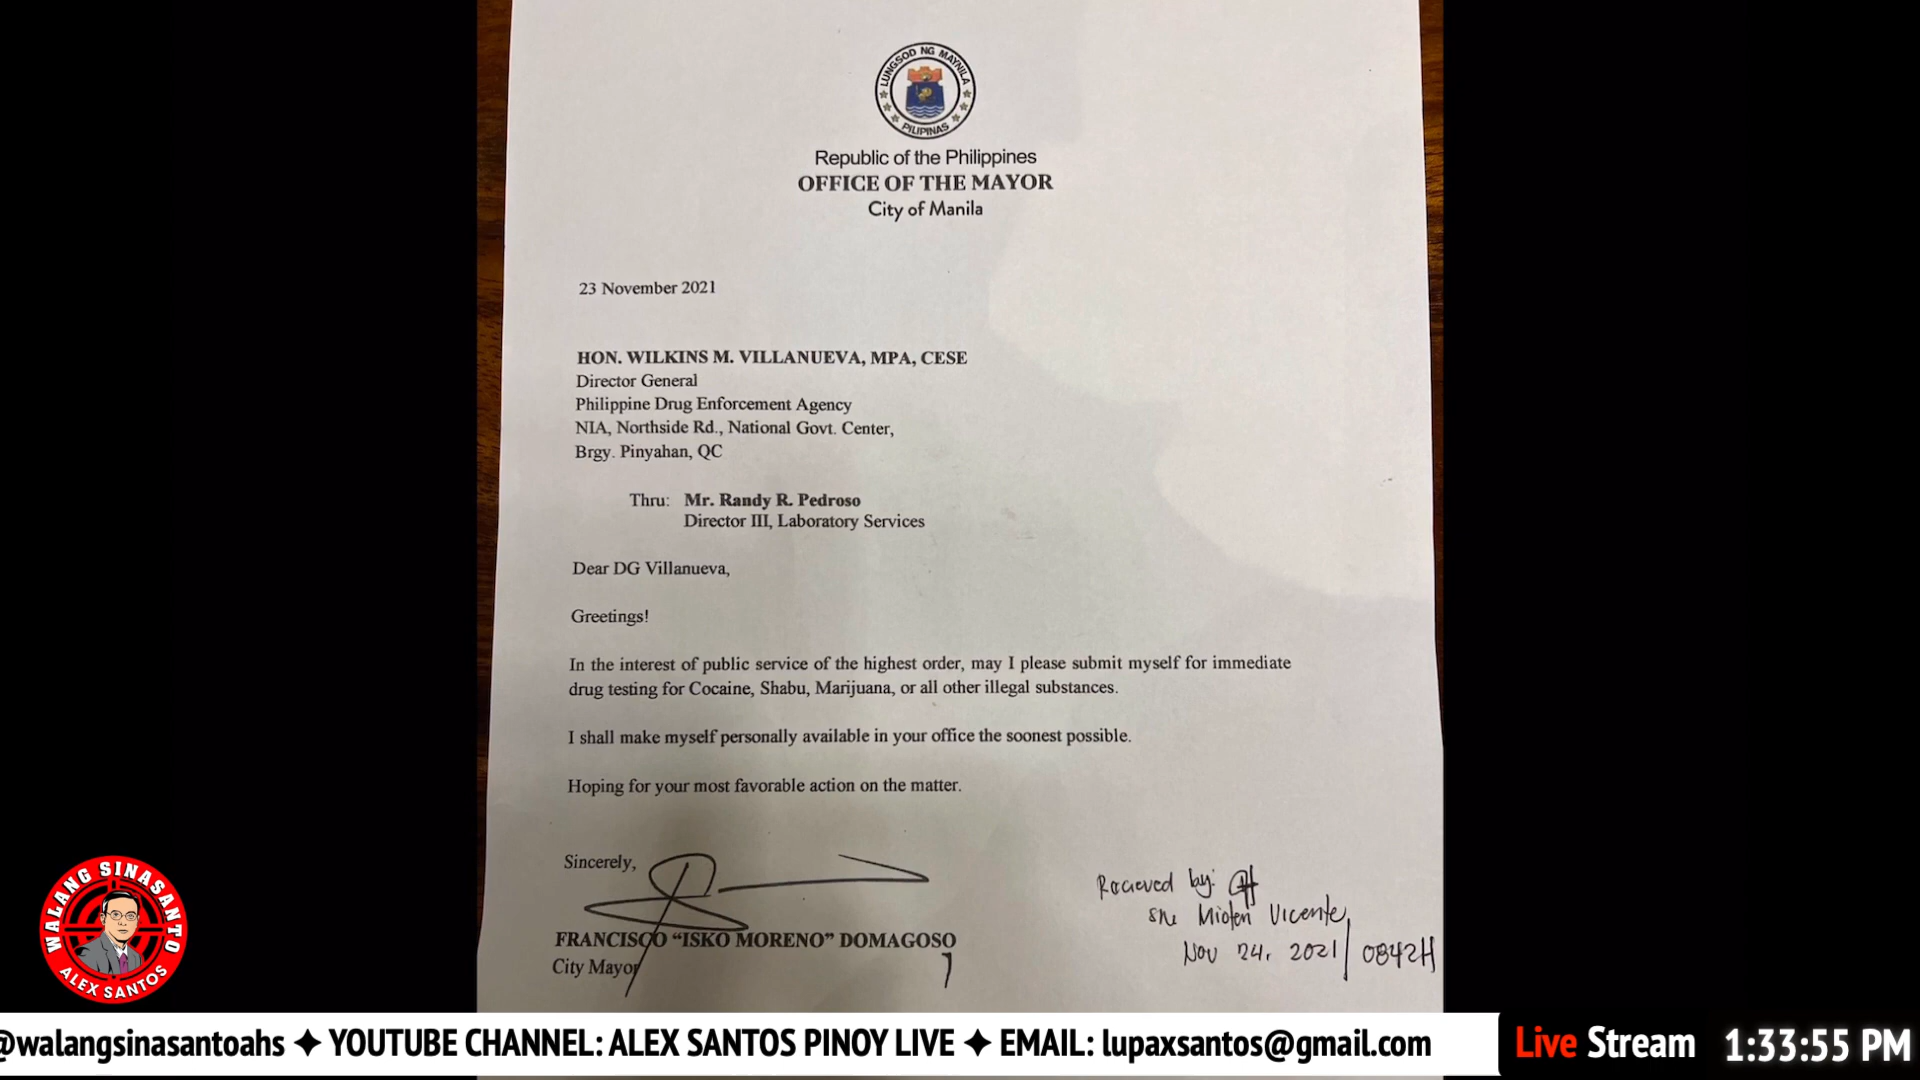 LUNGSOD NG MAYNILA
PILIPINAS
Republic of the Philippines
OFFICE OF THE MAYOR
City of Manila
23 November 2021
HON. WILKINS M. VILLANUEVA, MPA, CESE
Director General
Philippine Drug Enforcement Agency
NIA, Northside Rd., National Govt. Center,
Brgy. Pinyahan, QC
Thru: Mr. Randy R. Pedroso
Director III, Laboratory Services
Dear DG Villanueva,
Greetings!
In the interest of public service of the highest order, may I please submit myself for immediate
drug testing for Cocaine, Shabu, Marijuana, or all other illegal substances.
I shall make myself personally available in your office the soonest possible.
Hoping for your most favorable action on the matter.
Sincerely,
FRANCISCO “ISKO MORENO” DOMAGOSO
City Mayor
Recieved by:
Vicente
Nov 24, 2021 / 0842H
WALANG SINASANTO
ALEX SANTOS
@walangsinasantoahs ✦ YOUTUBE CHANNEL: ALEX SANTOS PINOY LIVE ✦ EMAIL: lupaxsantos@gmail.com
Live Stream 1:33:55 PM